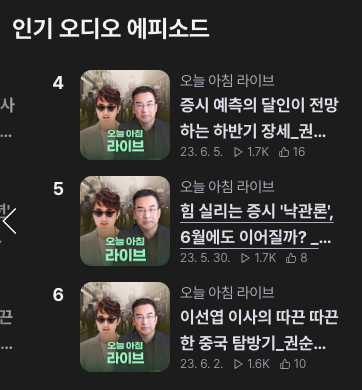 인기 오디오 에피소드
사
...
4
오늘 아침
라이브
오늘 아침 라이브
증시 예측의 달인이 전망
하는 하반기 장세_권...
23. 6. 5. 1.7K 16
5
오늘 아침
라이브
오늘 아침 라이브
힘 실리는 증시 '낙관론',
6월에도 이어질까? _...
23. 5. 30. 1.7K 8
끈
...
6
오늘 아침
라이브
오늘 아침 라이브
이선엽 이사의 따끈 따끈
한 중국 탐방기_권순...
23. 6. 2. 1.6K 10